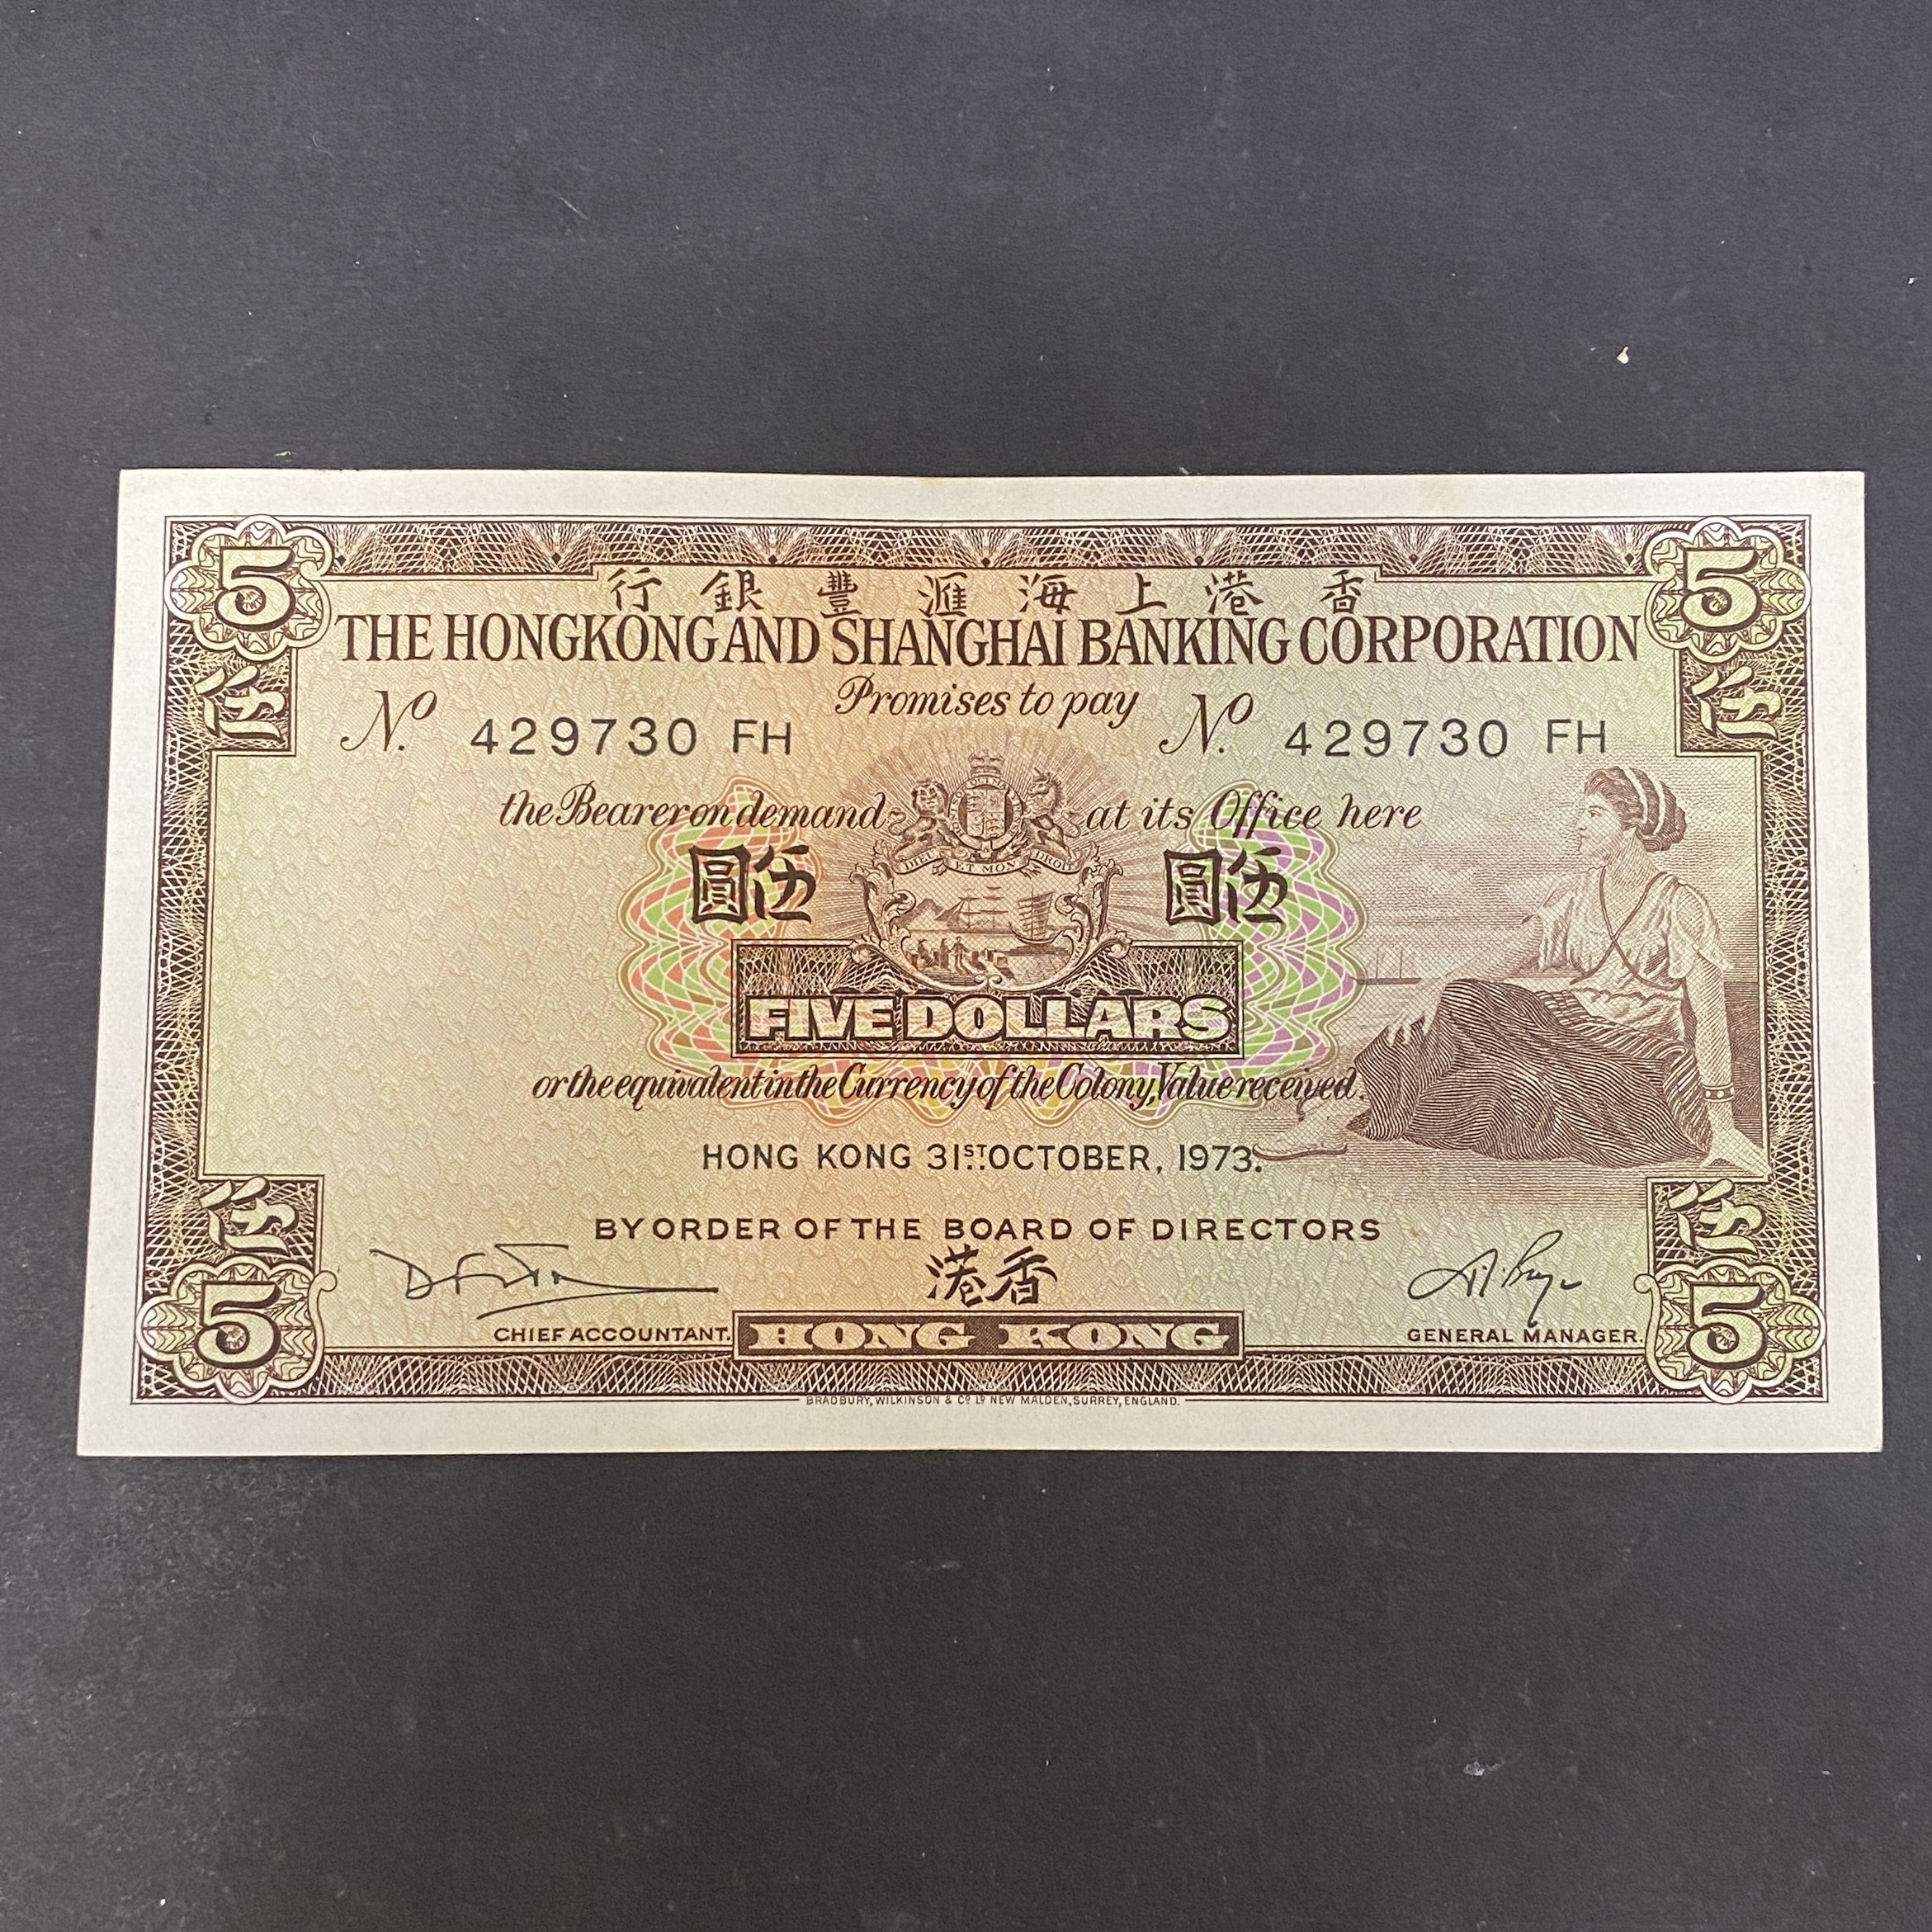 5 5
行銀豐滙海上港香
THE HONGKONG AND SHANGHAI BANKING CORPORATION
伍 伍
Promises to pay
No. 429730 FH No. 429730 FH
the Bearer on demand at its Office here
DIEU ET MON DROIT
圓伍 圓伍
FIVE DOLLARS
or the equivalent in the Currency of the Colony, Value received.
HONG KONG 31ST OCTOBER, 1973.
伍 伍
BY ORDER OF THE BOARD OF DIRECTORS
港香
5 5
CHIEF ACCOUNTANT. HONG KONG GENERAL MANAGER.
BRADBURY, WILKINSON & Co. Ld. NEW MALDEN, SURREY, ENGLAND.